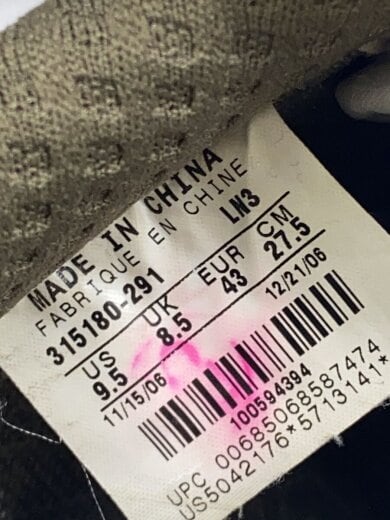 MADE IN CHINA
FABRIQUE EN CHINE
315180-291 LN3
US UK EUR CM
9.5 8.5 43 27.5
11/15/06 12/21/06
100594394
UPC 00685068587474
US5042176*5713141*